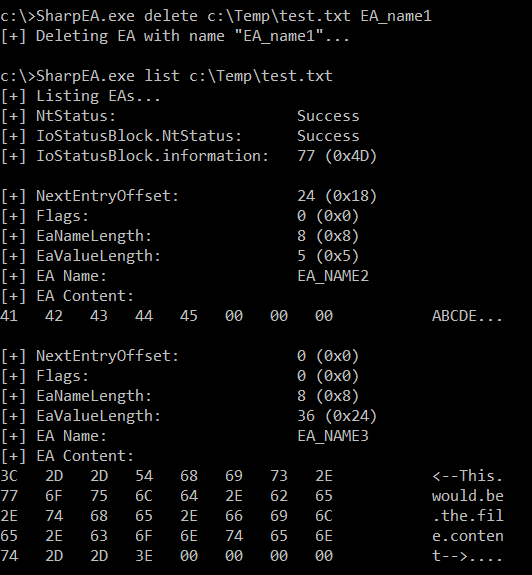 c:\>SharpEA.exe delete c:\Temp\test.txt EA_name1
[+] Deleting EA with name "EA_name1"...
c:\>SharpEA.exe list c:\Temp\test.txt
[+] Listing EAs...
[+] NtStatus: Success
[+] IoStatusBlock.NtStatus: Success
[+] IoStatusBlock.information: 77 (0x4D)
[+] NextEntryOffset: 24 (0x18)
[+] Flags: 0 (0x0)
[+] EaNameLength: 8 (0x8)
[+] EaValueLength: 5 (0x5)
[+] EA Name: EA_NAME2
[+] EA Content:
41 42 43 44 45 00 00 00 ABCDE...
[+] NextEntryOffset: 0 (0x0)
[+] Flags: 0 (0x0)
[+] EaNameLength: 8 (0x8)
[+] EaValueLength: 36 (0x24)
[+] EA Name: EA_NAME3
[+] EA Content:
3C 2D 2D 54 68 69 73 2E <--This.
77 6F 75 6C 64 2E 62 65 would.be
2E 74 68 65 2E 66 69 6C .the.fil
65 2E 63 6F 6E 74 65 6E e.conten
74 2D 2D 3E 00 00 00 00 t-->....